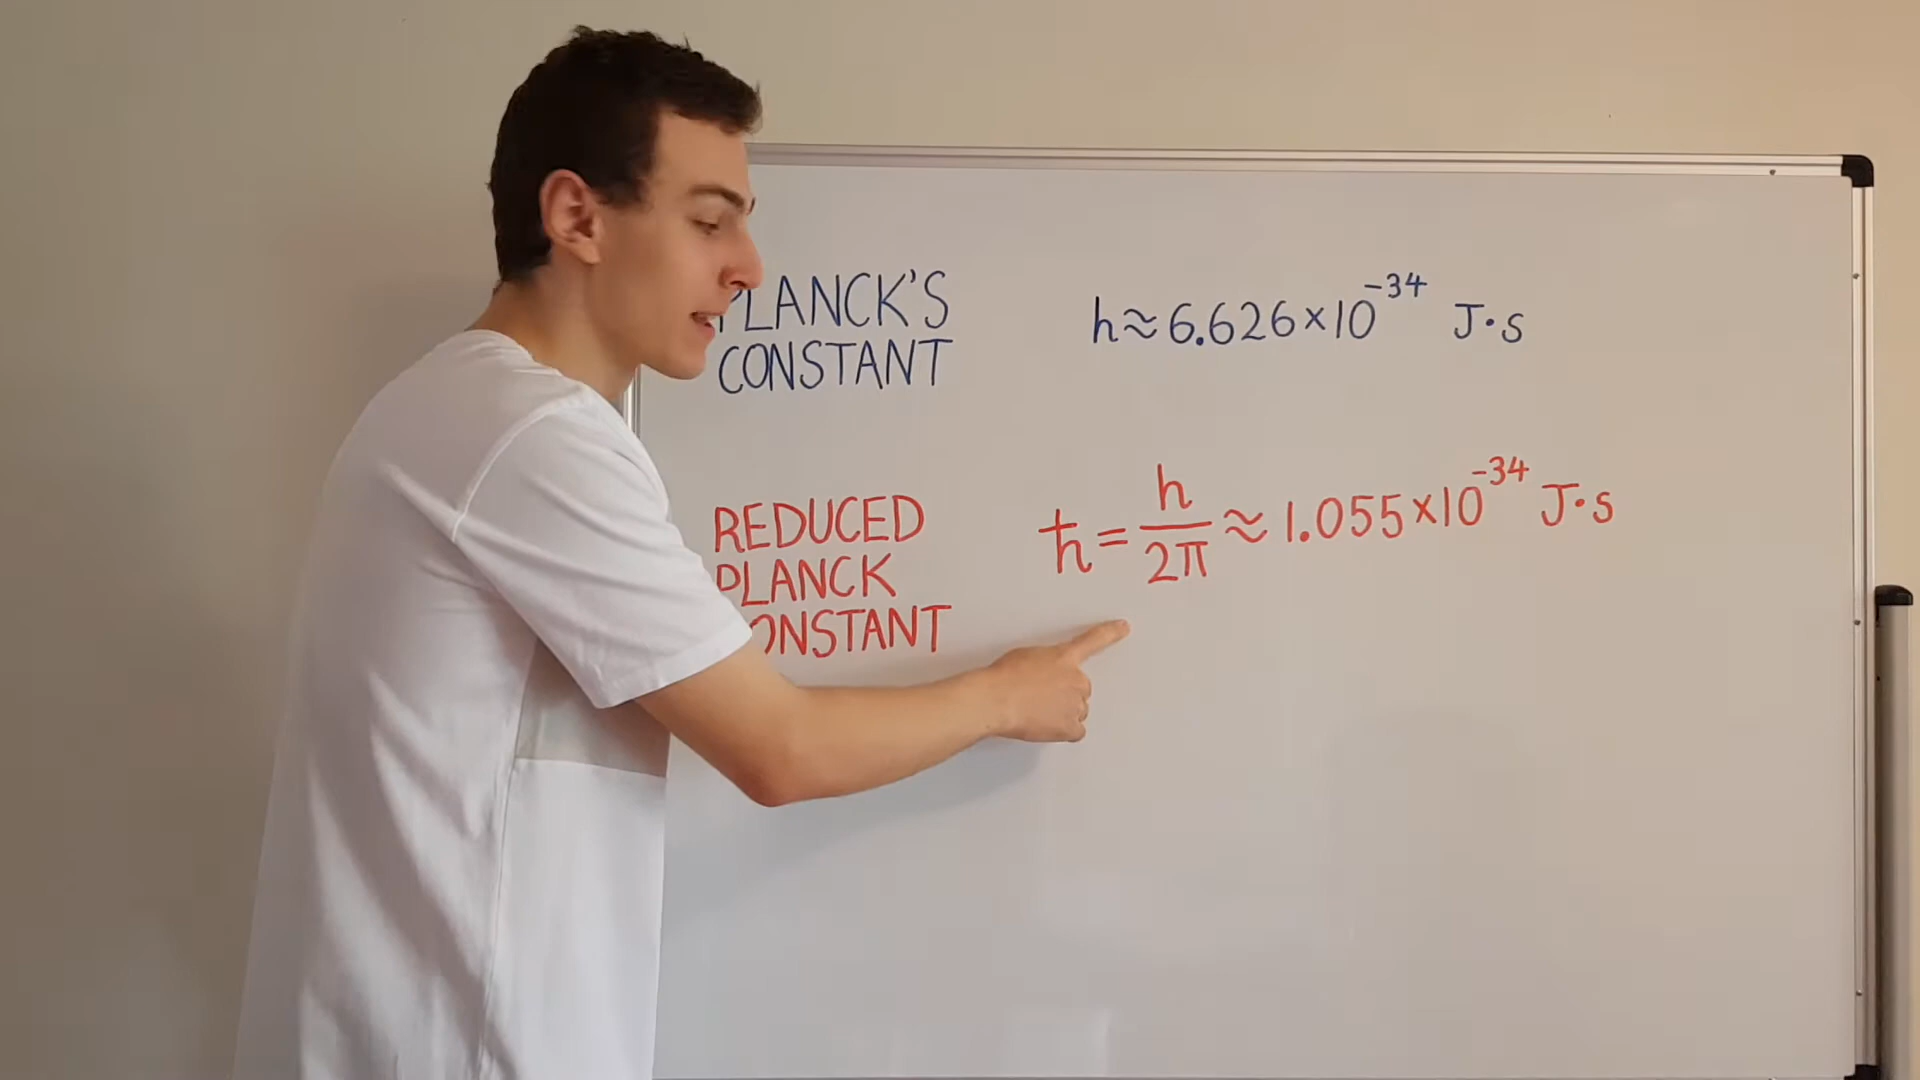 PLANCK'S
CONSTANT
h≈6.626×10⁻³⁴ J·s
REDUCED
PLANCK
CONSTANT
ħ=h/2π≈1.055×10⁻³⁴ J·s